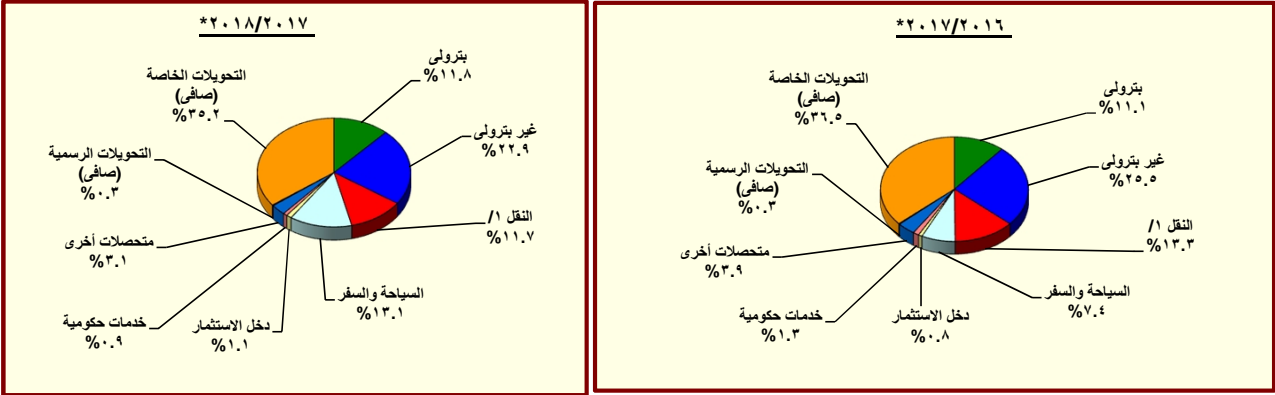 *٢٠١٧/٢٠١٦
بترولى
%١١.١
غير بترولى
%٢٥.٥
النقل ١/
%١٣.٣
السياحة والسفر
%٧.٤
دخل الاستثمار
%٠.٨
خدمات حكومية
%١.٣
متحصلات أخرى
%٣.٩
التحويلات الرسمية
(صافى)
%٠.٣
التحويلات الخاصة
(صافى)
%٣٦.٥
*٢٠١٨/٢٠١٧
بترولى
%١١.٨
غير بترولى
%٢٢.٩
النقل ١/
%١١.٧
السياحة والسفر
%١٣.١
دخل الاستثمار
%١.١
خدمات حكومية
%٠.٩
متحصلات أخرى
%٣.١
التحويلات الرسمية
(صافى)
%٠.٣
التحويلات الخاصة
(صافى)
%٣٥.٢